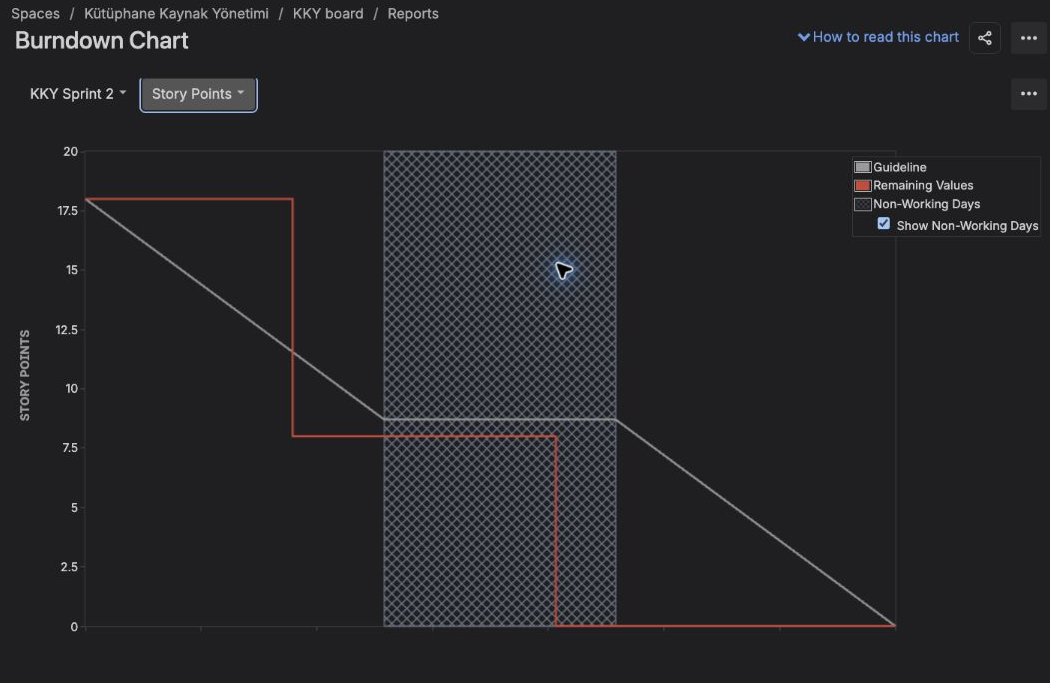 Spaces / Kütüphane Kaynak Yönetimi / KKY board / Reports
Burndown Chart
How to read this chart
KKY Sprint 2
Story Points
STORY POINTS
20
17.5
15
12.5
10
7.5
5
2.5
0
Guideline
Remaining Values
Non-Working Days
Show Non-Working Days